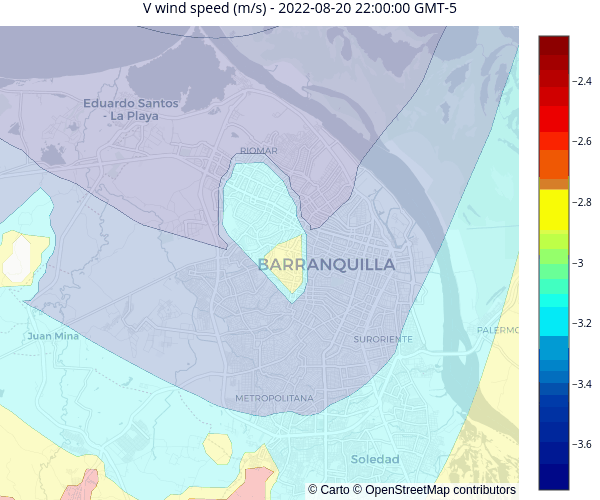 V wind speed (m/s) - 2022-08-20 22:00:00 GMT-5
Eduardo Santos
- La Playa
RIOMAR
BARRANQUILLA
Juan Mina
SURORIENTE
PALERMO
METROPOLITANA
Soledad
© Carto © OpenStreetMap contributors
−2.4
−2.6
−2.8
−3
−3.2
−3.4
−3.6